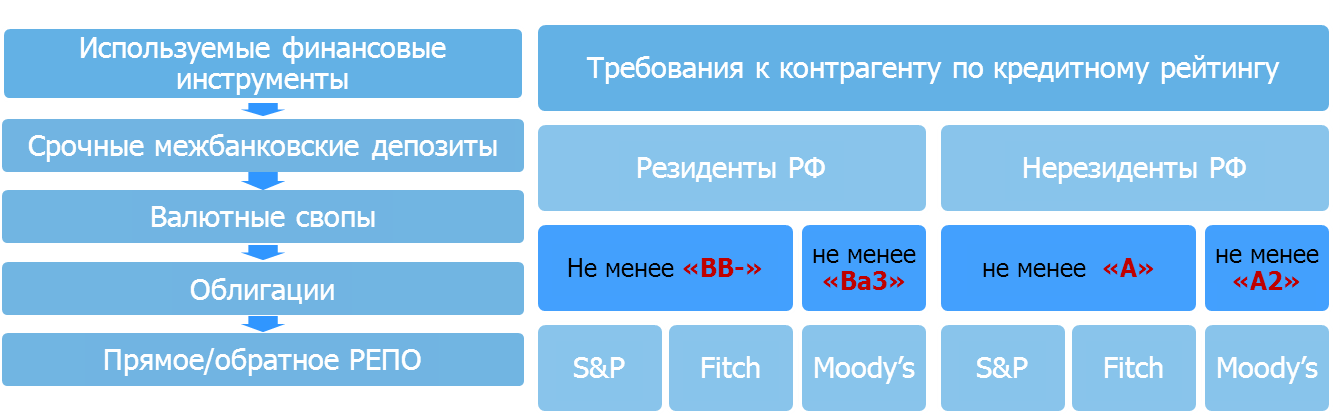 Используемые финансовые
инструменты
Срочные межбанковские депозиты
Валютные свопы
Облигации
Прямое/обратное РЕПО
Требования к контрагенту по кредитному рейтингу
Резиденты РФ
Нерезиденты РФ
Не менее «BB-»
не менее
«Ba3»
не менее «A»
не менее
«A2»
S&P
Fitch
Moody’s
S&P
Fitch
Moody’s